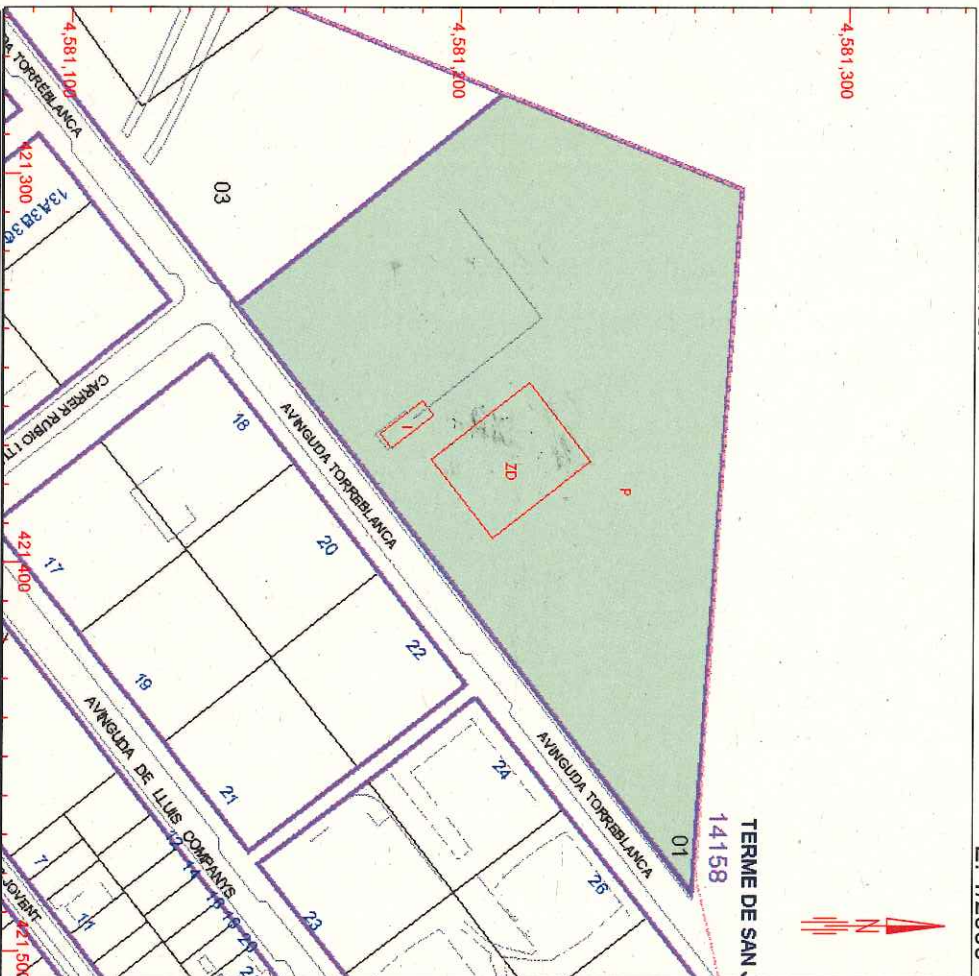 4,581,300
4,581,200
4,581,100
TERME DE SAN
14158
01
N
P
ZD
I
03
AVINGUDA TORREBLANCA
AVINGUDA TORREBLANCA
TORREBLANCA
CARRER RUBIO I
18
20
22
24
26
17
19
21
23
AVINGUDA DE LLUIS COMPANYS
12
14
16
18
20
7
11
JOVENT
421,300
421,400
421,500